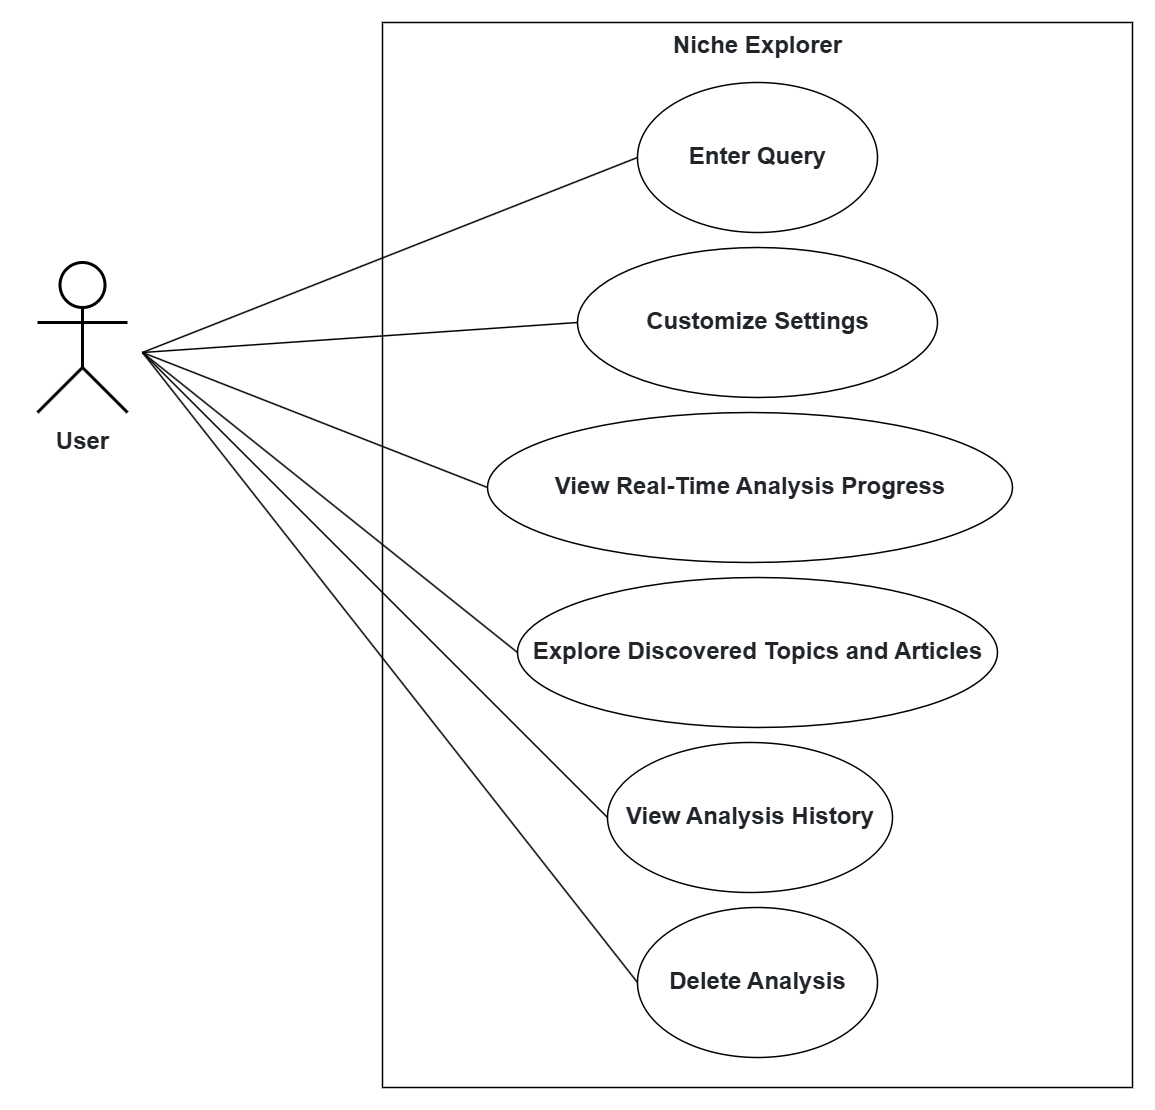 Niche Explorer
Enter Query
Customize Settings
User
View Real-Time Analysis Progress
Explore Discovered Topics and Articles
View Analysis History
Delete Analysis